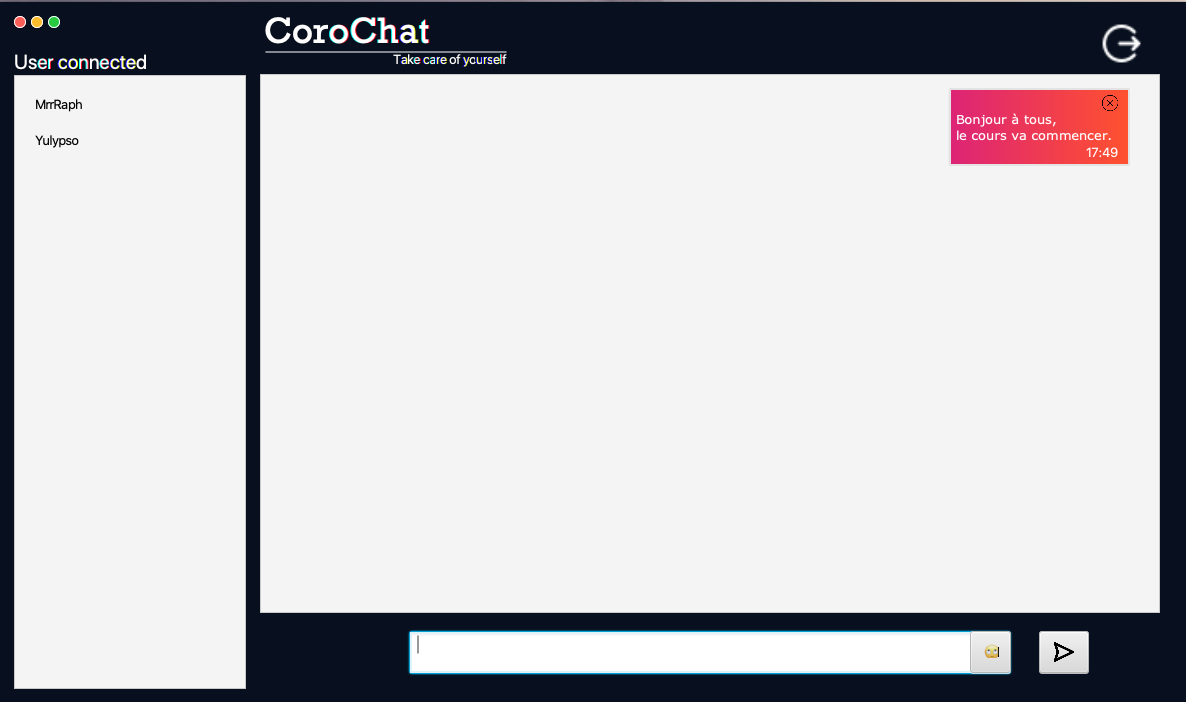 CoroChat
Take care of yourself
User connected
MrrRaph
Yulypso
Bonjour à tous,
le cours va commencer.
17:49